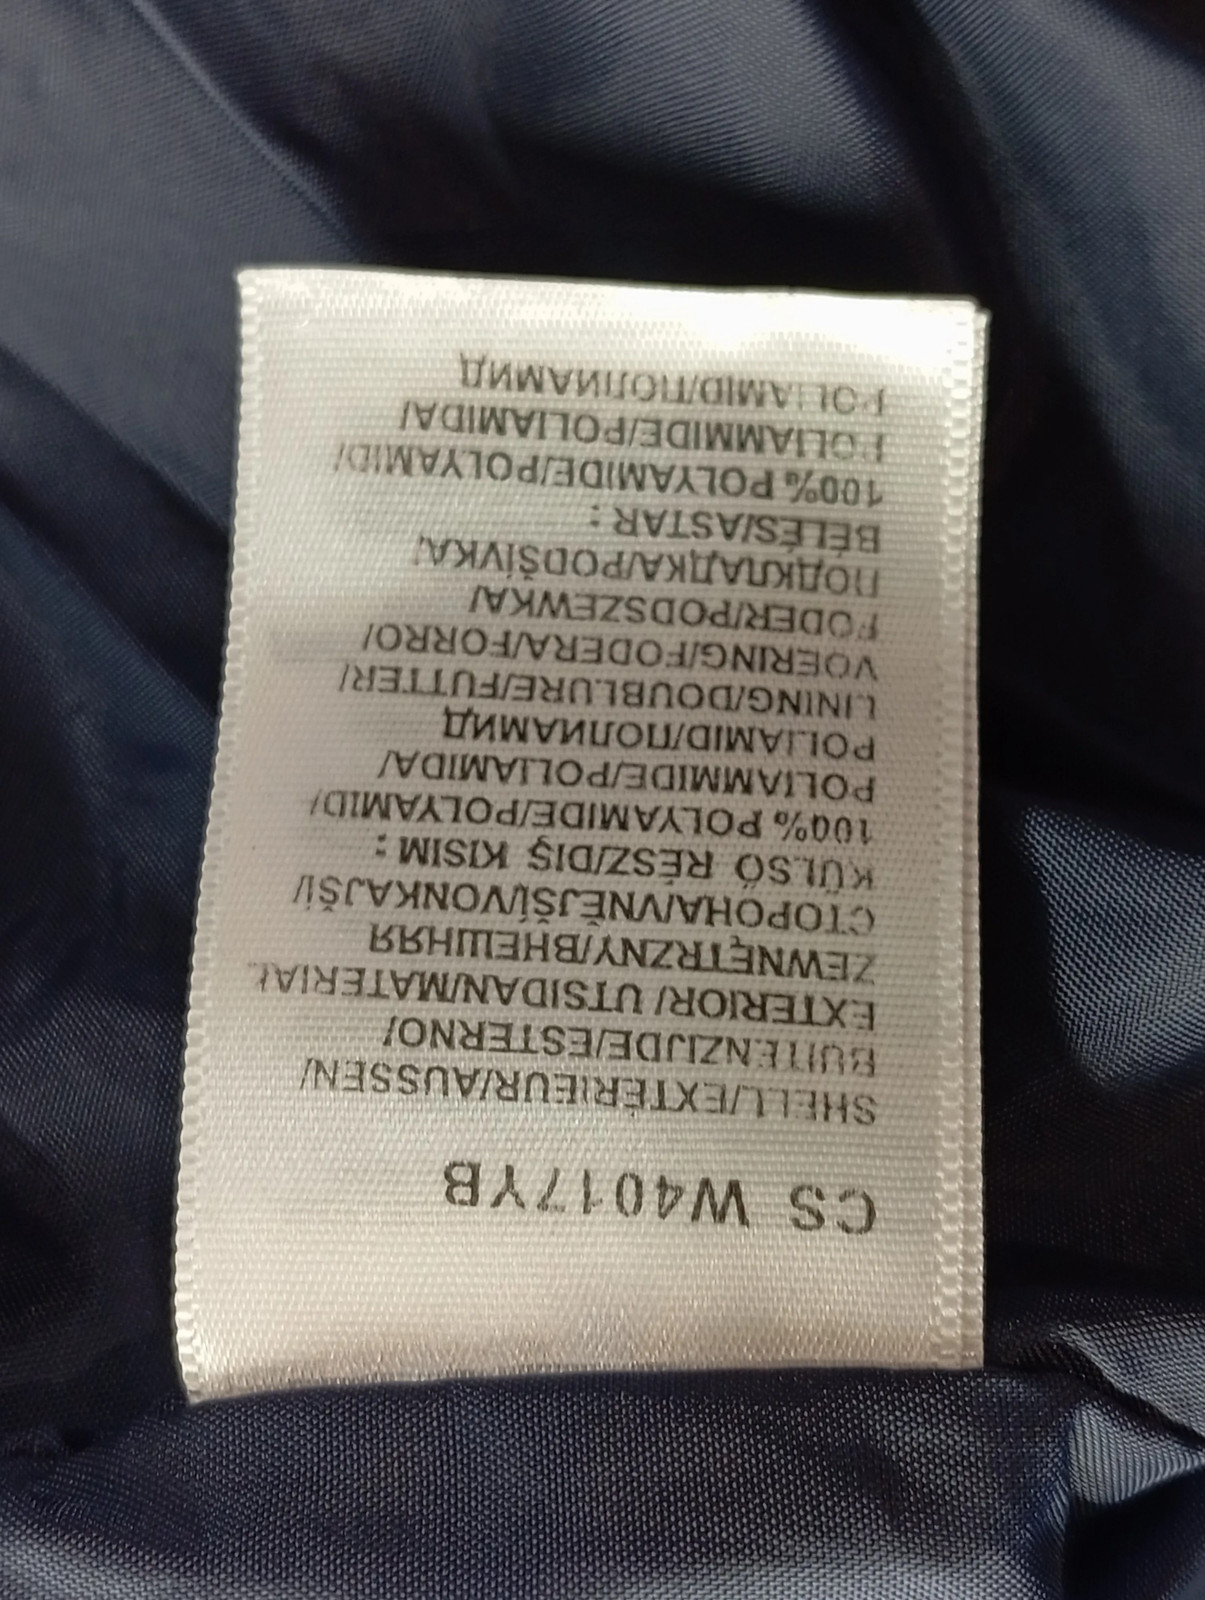 CS W4017YB
SHELL/EXTÉRIEUR/AUSSEN/
BUITENZIJDE/ESTERNO/
EXTERIOR/ UTSIDAN/MATERIAŁ
ZEWNĘTRZNY/ВНЕШНЯЯ
СТОРОНА/VNĚJŠÍ/VONKAJŠÍ/
KÜLSŐ RÉSZ/DIŞ KISIM :
100% POLYAMIDE/POLYAMID/
POLIAMMIDE/POLIAMIDA/
POLIAMID/ПОЛИАМИД
LINING/DOUBLURE/FUTTER/
VOERING/FODERA/FORRO/
FODER/PODSZEWKA/
ПОДКЛАДКА/PODŠÍVKA/
BÉLÉS/ASTAR :
100% POLYAMIDE/POLYAMID/
POLIAMMIDE/POLIAMIDA/
POLIAMID/ПОЛИАМИД